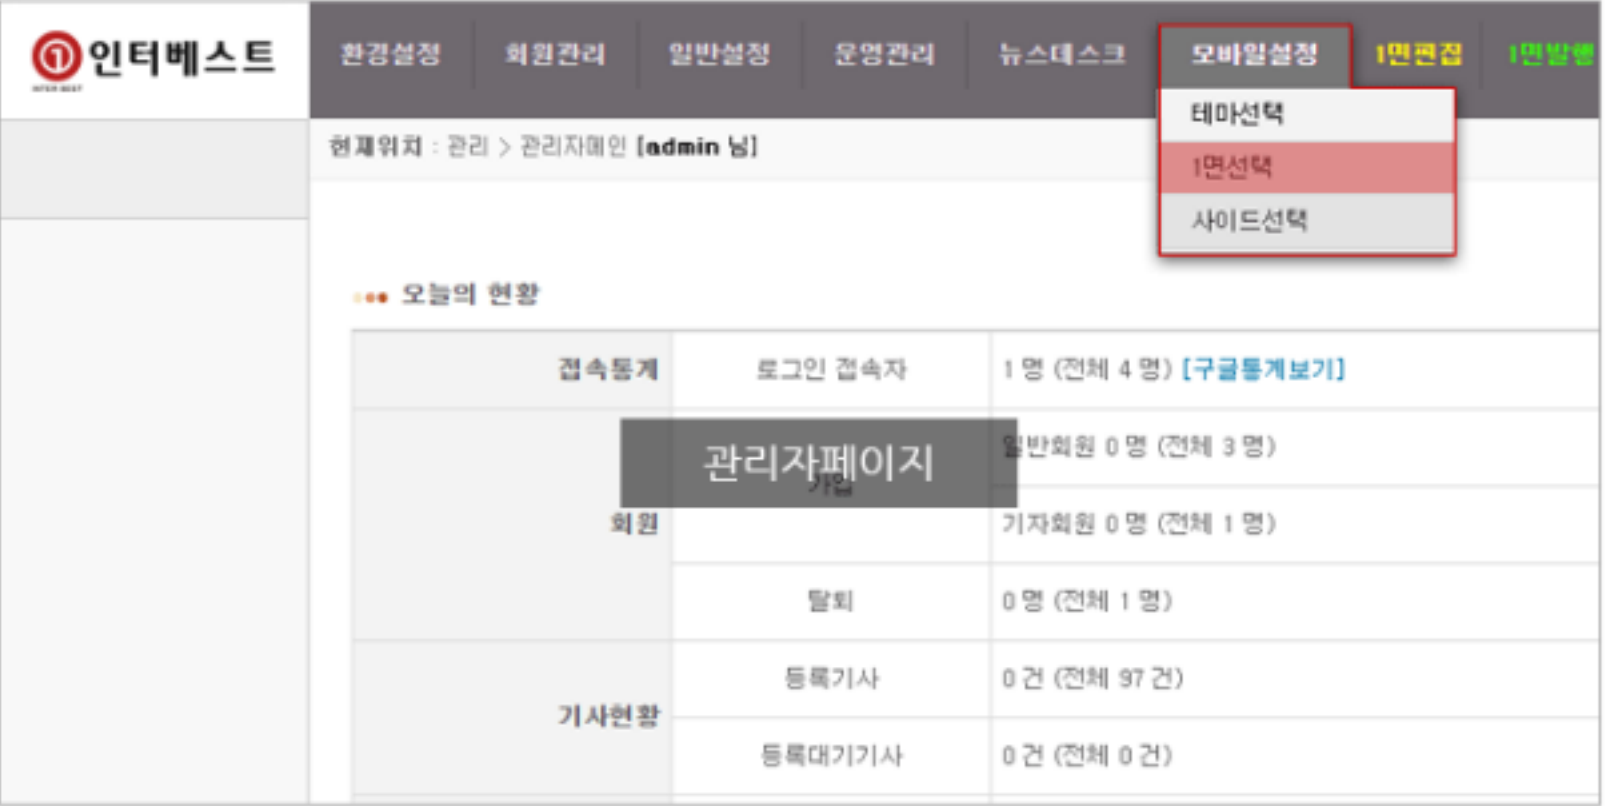 인터베스트
INTER BEST
환경설정 회원관리 일반설정 운영관리 뉴스데스크 모바일설정 1면편집 1면발행
테마선택
1면선택
사이드선택
현재위치 : 관리 > 관리자메인 [admin 님]
오늘의 현황
접속통계 로그인 접속자 1 명 (전체 4 명) [구글통계보기]
회원 가입 일반회원 0 명 (전체 3 명)
관리자페이지
기자회원 0 명 (전체 1 명)
탈퇴 0 명 (전체 1 명)
기사현황 등록기사 0 건 (전체 97 건)
등록대기기사 0 건 (전체 0 건)